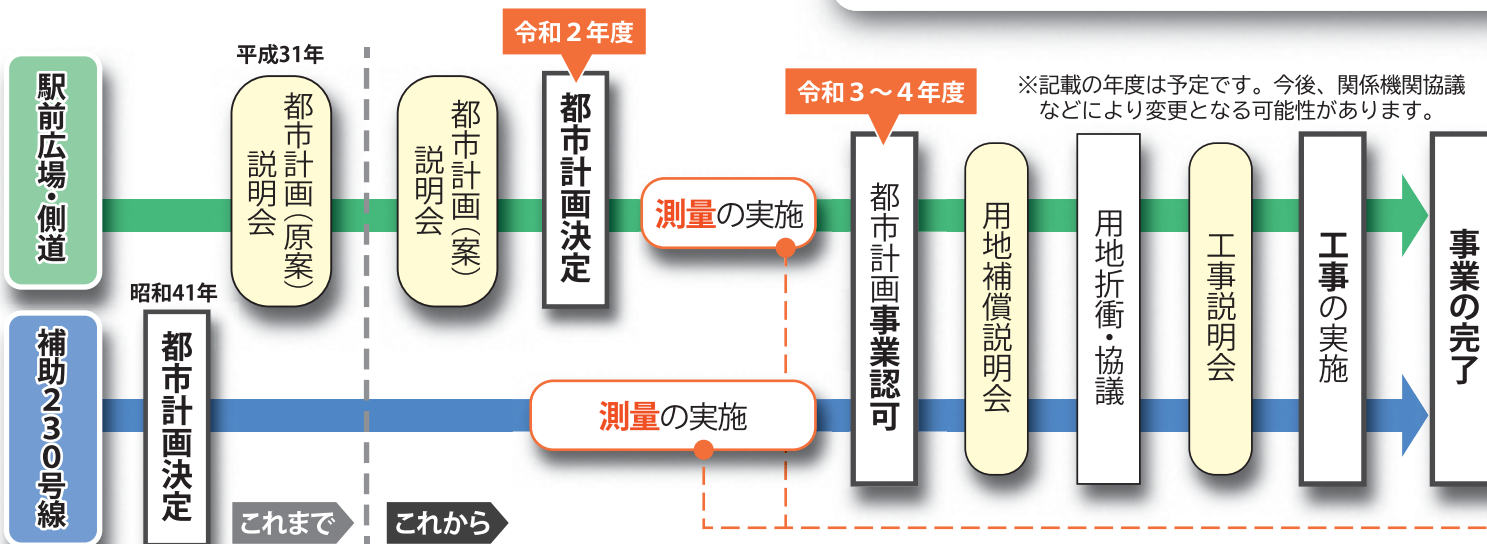 駅前広場・側道
平成31年
都市計画（原案）
説明会
都市計画（案）
説明会
令和２年度
都市計画決定
測量の実施
令和３～４年度
※記載の年度は予定です。今後、関係機関協議
などにより変更となる可能性があります。
都市計画事業認可
用地補償説明会
用地折衝・協議
工事説明会
工事の実施
事業の完了
補助２３０号線
昭和41年
都市計画決定
測量の実施
これまで
これから